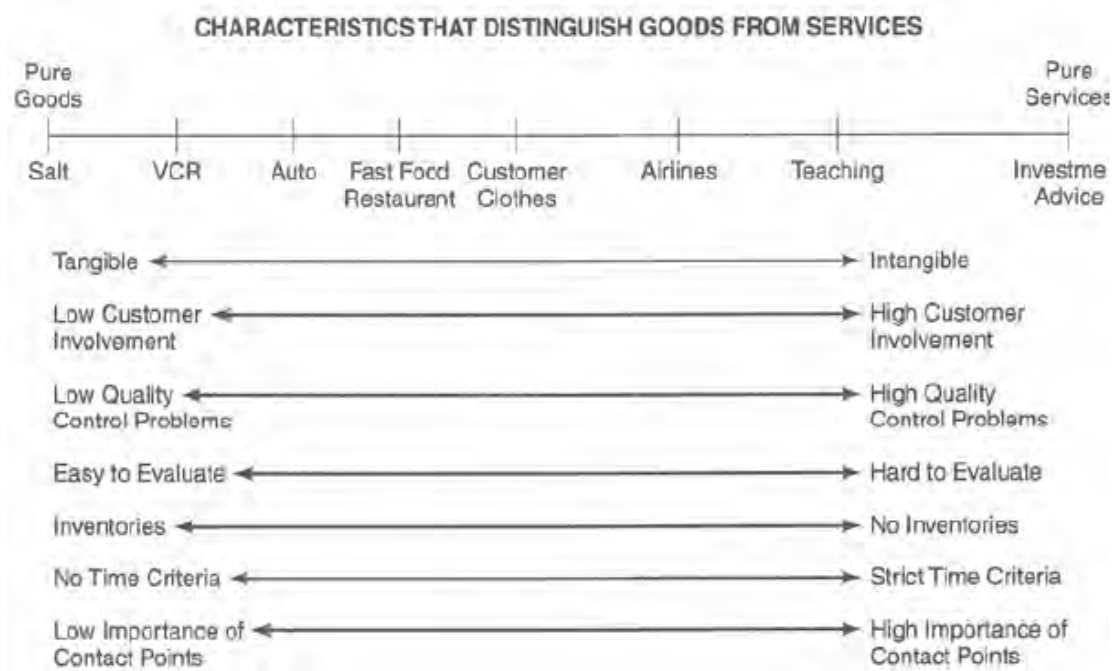 CHARACTERISTICS THAT DISTINGUISH GOODS FROM SERVICES
Pure Goods
Pure Services
Salt
VCR
Auto
Fast Food Restaurant
Customer Clothes
Airlines
Teaching
Investme
Advice
Tangible
Intangible
Low Customer Involvement
High Customer Involvement
Low Quality Control Problems
High Quality Control Problems
Easy to Evaluate
Hard to Evaluate
Inventories
No Inventories
No Time Criteria
Strict Time Criteria
Low Importance of Contact Points
High Importance of Contact Points